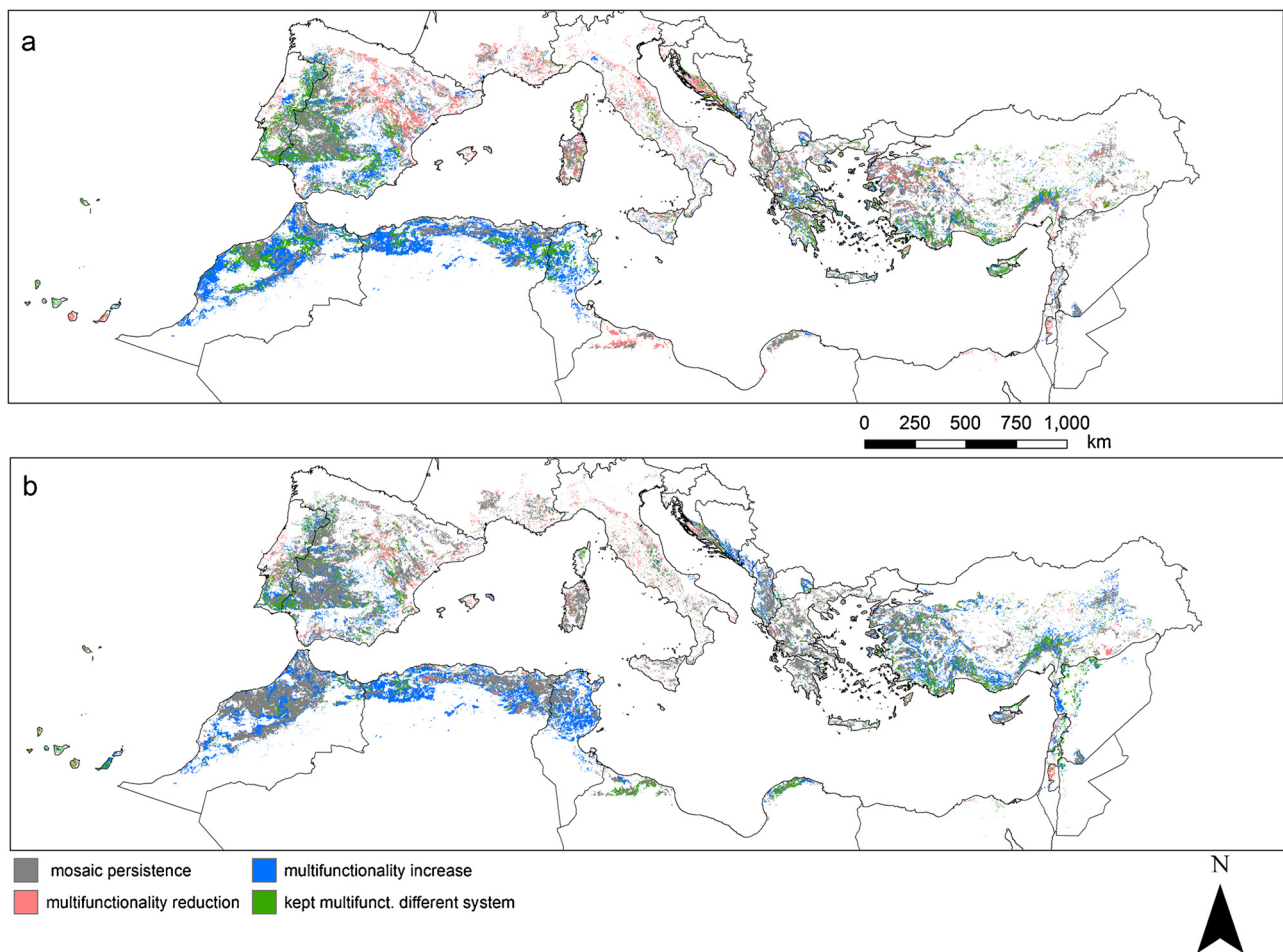 a
0 250 500 750 1,000
km
b
mosaic persistence
multifunctionality increase
multifunctionality reduction
kept multifunct. different system
N